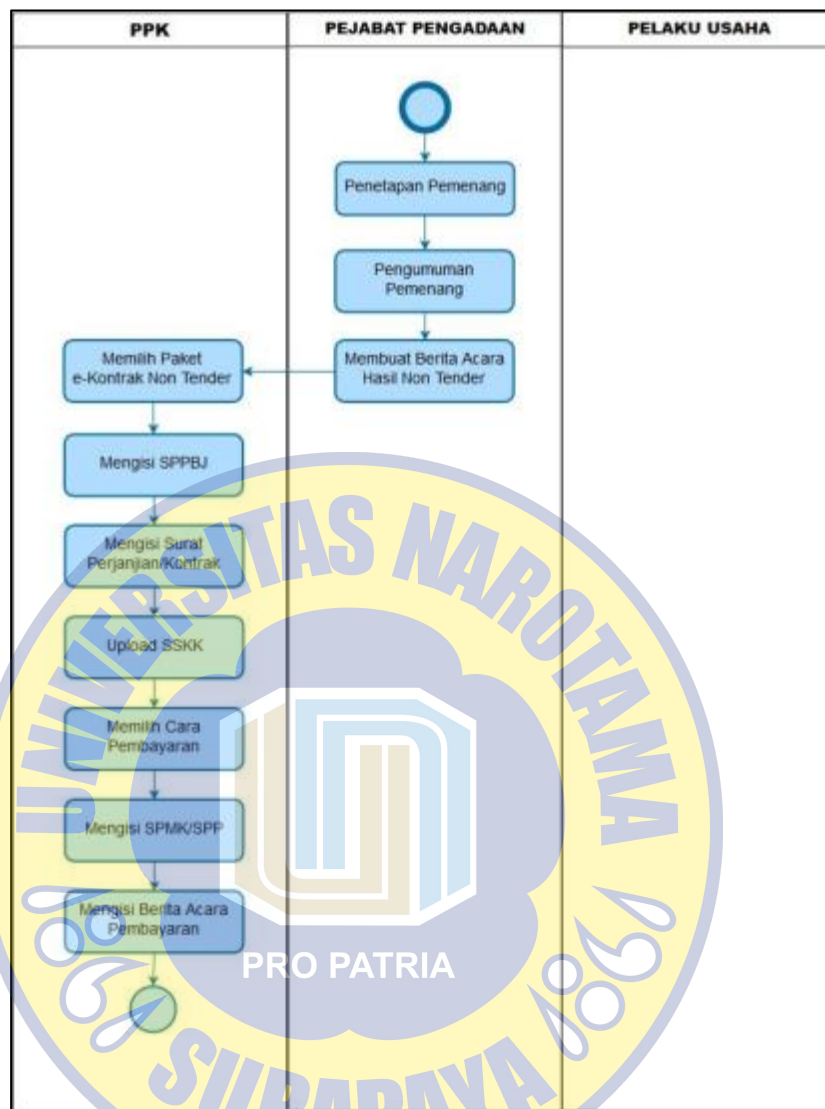 PPK
PEJABAT PENGADAAN
PELAKU USAHA
Penetapan Pemenang
Pengumuman
Pemenang
Membuat Berita Acara
Hasil Non Tender
Memilih Paket
e-Kontrak Non Tender
Mengisi SPPBJ
Mengisi Surat
Perjanjian/Kontrak
Upload SSKK
Memilih Cara
Pembayaran
Mengisi SPMK/SPP
Mengisi Berita Acara
Pembayaran
UNIVERSITAS NAROTAMA
PRO PATRIA
SURABAYA